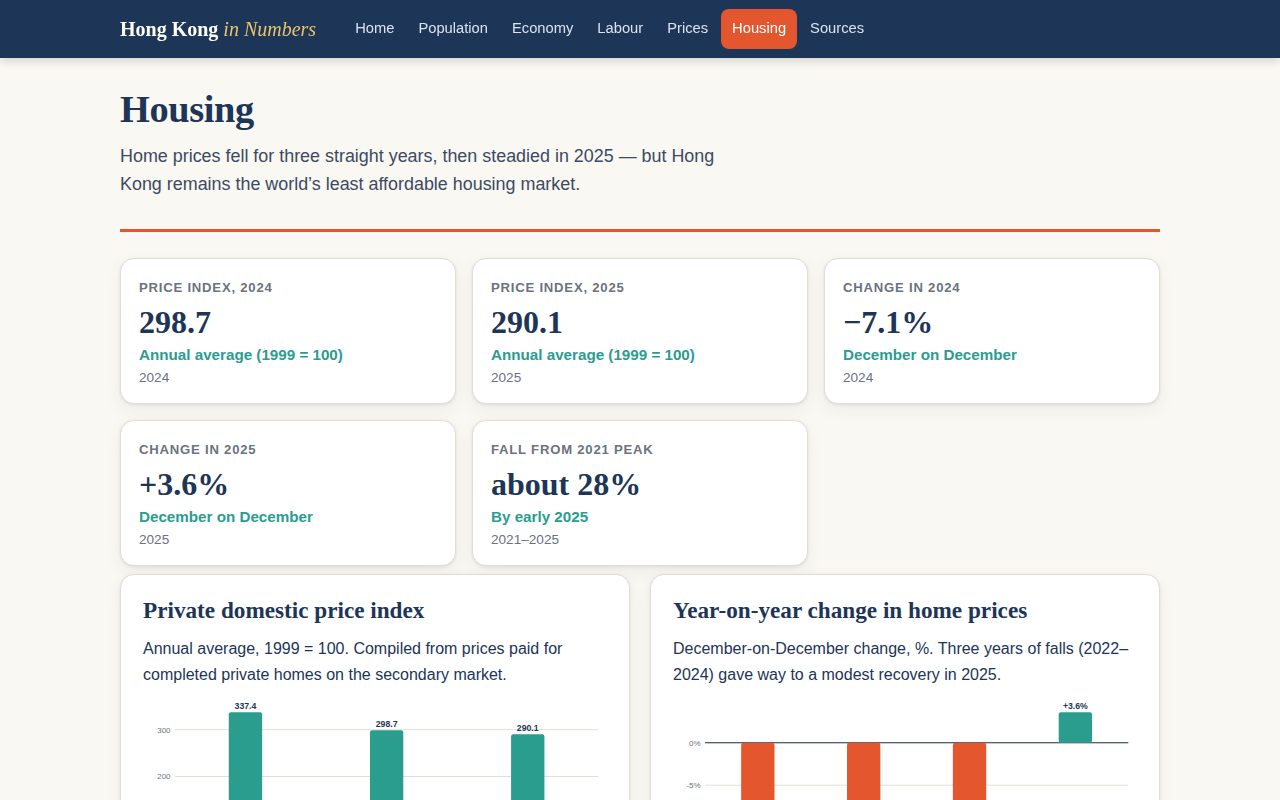 Hong Kong in Numbers
Home
Population
Economy
Labour
Prices
Housing
Sources
Housing
Home prices fell for three straight years, then steadied in 2025 — but Hong
Kong remains the world’s least affordable housing market.
PRICE INDEX, 2024
298.7
Annual average (1999 = 100)
2024
PRICE INDEX, 2025
290.1
Annual average (1999 = 100)
2025
CHANGE IN 2024
−7.1%
December on December
2024
CHANGE IN 2025
+3.6%
December on December
2025
FALL FROM 2021 PEAK
about 28%
By early 2025
2021–2025
Private domestic price index
Annual average, 1999 = 100. Compiled from prices paid for
completed private homes on the secondary market.
337.4
298.7
290.1
300
200
Year-on-year change in home prices
December-on-December change, %. Three years of falls (2022–
2024) gave way to a modest recovery in 2025.
+3.6%
0%
-5%